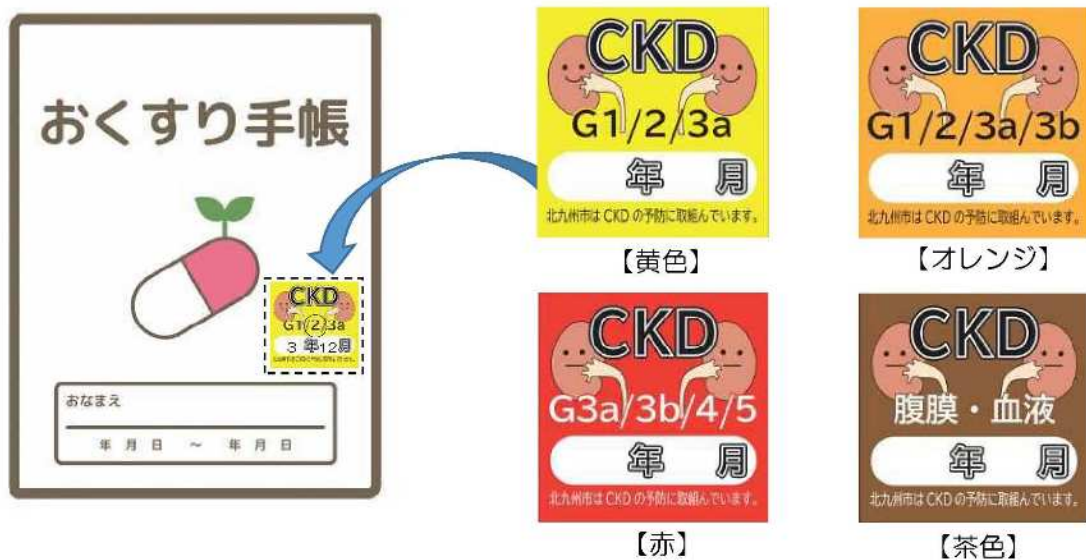 おくすり手帳
CKD
G1/2/3a
3 年12月
おなまえ
年 月 日 ～ 年 月 日
CKD
G1/2/3a
年 月
北九州市は CKD の予防に取組んでいます。
【黄色】
CKD
G1/2/3a/3b
年 月
北九州市は CKD の予防に取組んでいます。
【オレンジ】
CKD
G3a/3b/4/5
年 月
北九州市は CKD の予防に取組んでいます。
【赤】
CKD
腹膜・血液
年 月
北九州市は CKD の予防に取組んでいます。
【茶色】